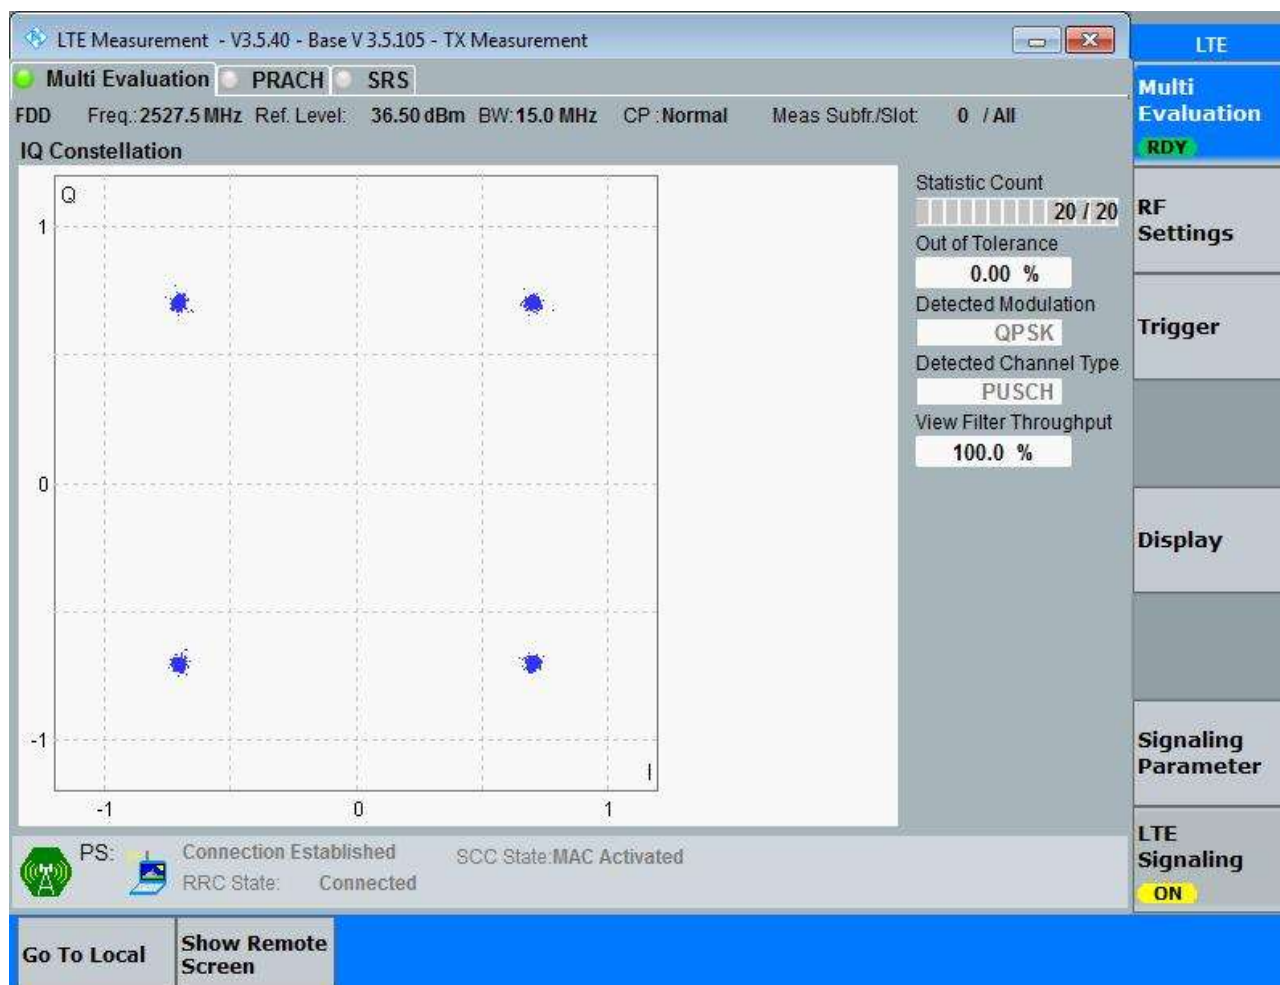 LTE Measurement - V3.5.40 - Base V 3.5.105 - TX Measurement
LTE
Multi Evaluation PRACH SRS
FDD Freq.: 2527.5 MHz Ref. Level: 36.50 dBm BW: 15.0 MHz CP : Normal Meas Subfr./Slot: 0 / All
IQ Constellation
Q
1
0
-1
I
-1 0 1
Statistic Count
20 / 20
Out of Tolerance
0.00 %
Detected Modulation
QPSK
Detected Channel Type
PUSCH
View Filter Throughput
100.0 %
Multi
Evaluation
RDY
RF
Settings
Trigger
Display
Signaling
Parameter
LTE
Signaling
ON
PS: Connection Established SCC State: MAC Activated
RRC State: Connected
Go To Local
Show Remote
Screen